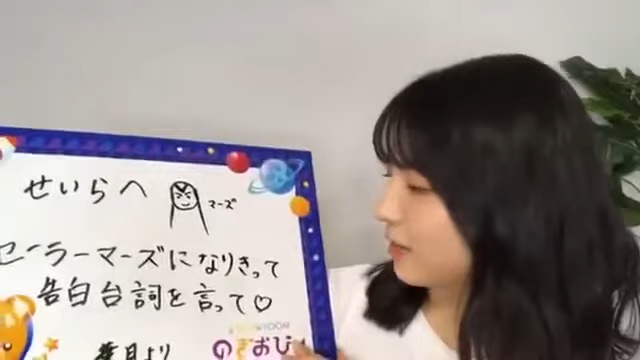 せいらへ
マーズ
セーラーマーズになりきって
告白台詞を言って♡
葉月より
のぎおび